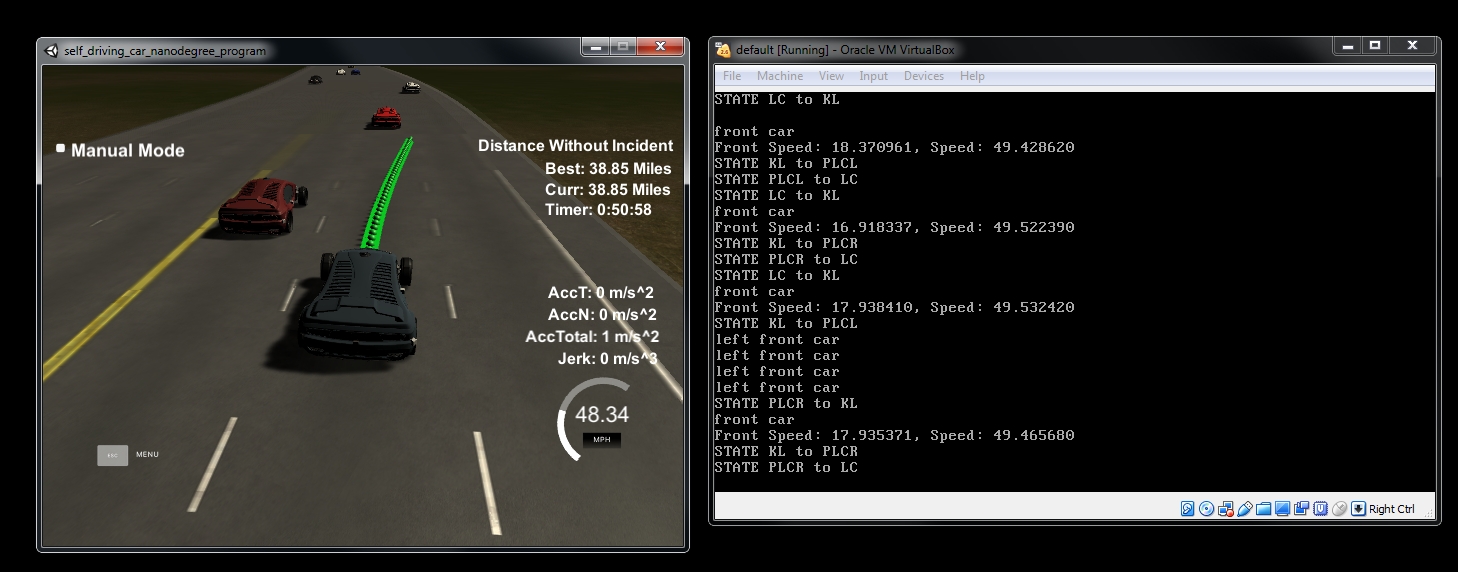 self_driving_car_nanodegree_program
Manual Mode
Distance Without Incident
Best: 38.85 Miles
Curr: 38.85 Miles
Timer: 0:50:58
AccT: 0 m/s^2
AccN: 0 m/s^2
AccTotal: 1 m/s^2
Jerk: 0 m/s^3
48.34
MPH
ESC MENU
default [Running] - Oracle VM VirtualBox
File Machine View Input Devices Help
STATE LC to KL
front car
Front Speed: 18.370961, Speed: 49.428620
STATE KL to PLCL
STATE PLCL to LC
STATE LC to KL
front car
Front Speed: 16.918337, Speed: 49.522390
STATE KL to PLCR
STATE PLCR to LC
STATE LC to KL
front car
Front Speed: 17.938410, Speed: 49.532420
STATE KL to PLCL
left front car
left front car
left front car
left front car
STATE PLCR to KL
front car
Front Speed: 17.935371, Speed: 49.465680
STATE KL to PLCR
STATE PLCR to LC
Right Ctrl